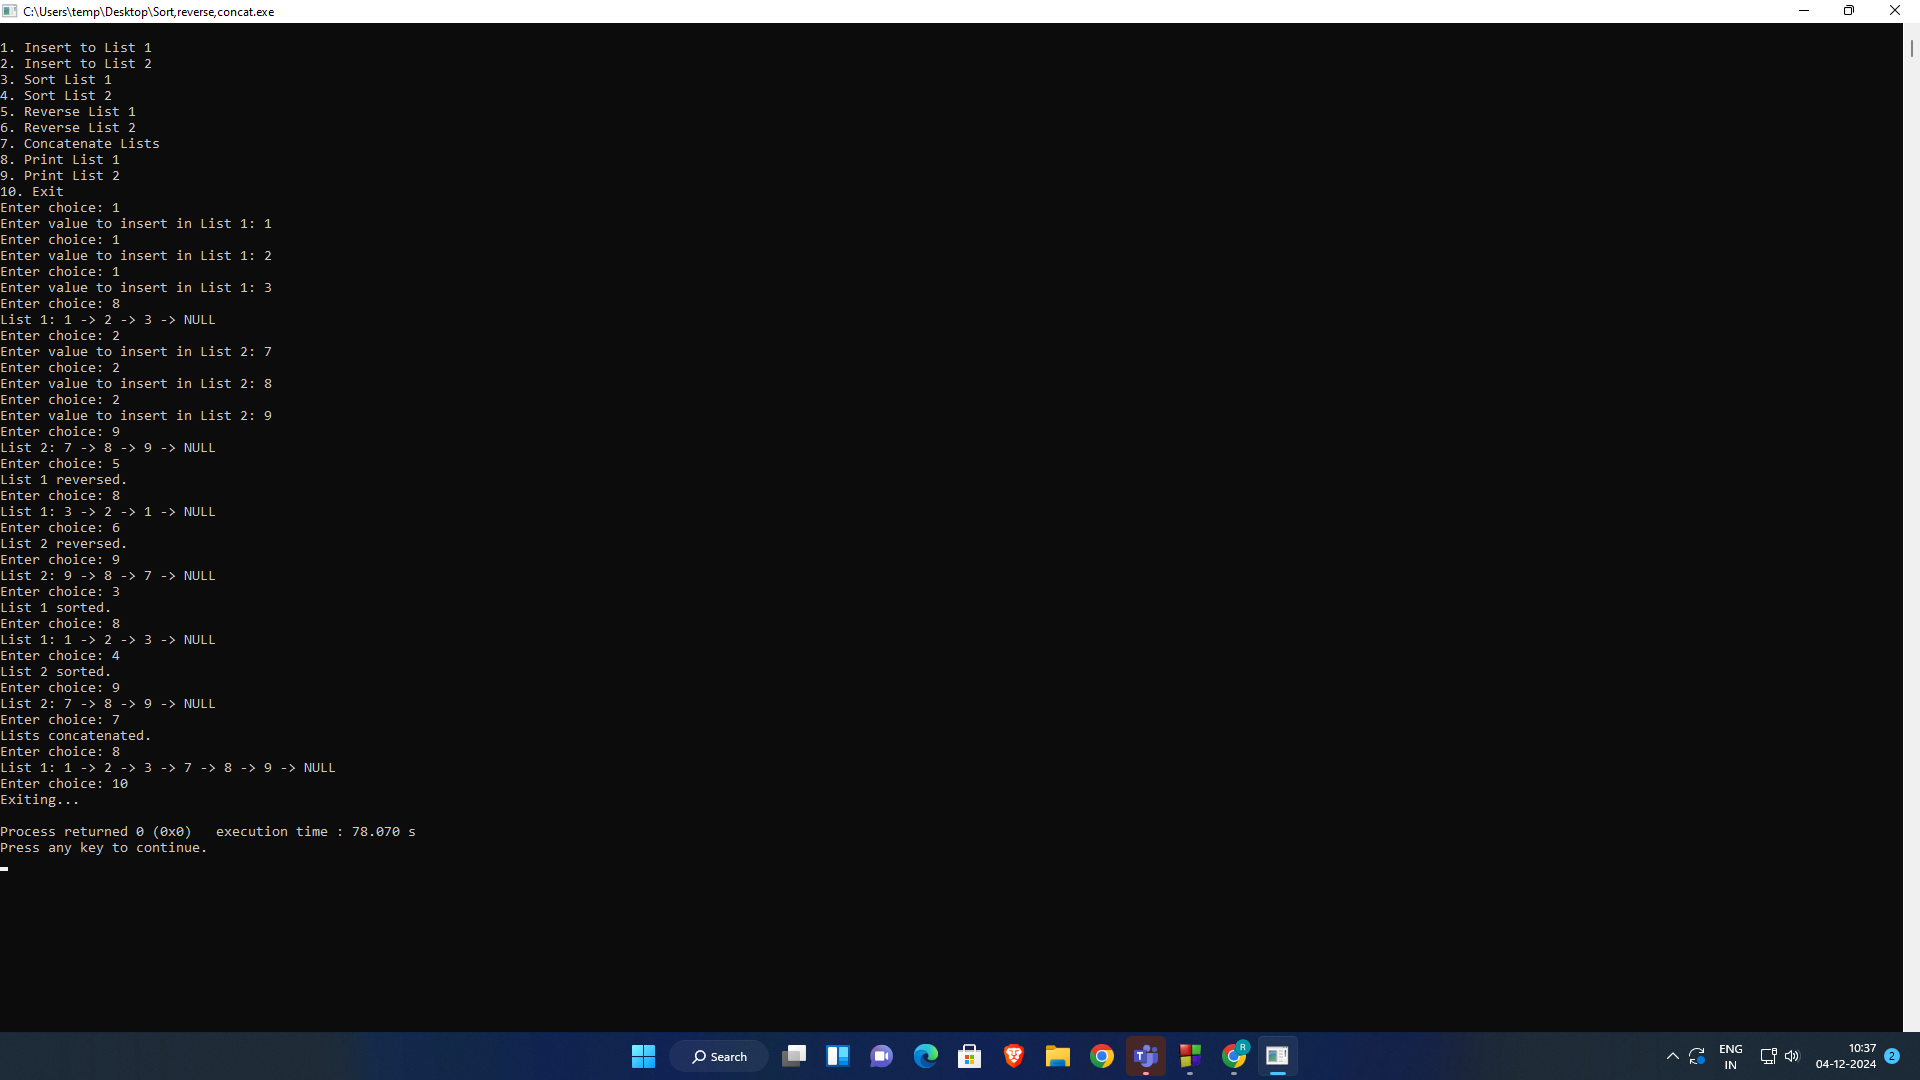 C:\Users\temp\Desktop\Sort,reverse,concat.exe
1. Insert to List 1
2. Insert to List 2
3. Sort List 1
4. Sort List 2
5. Reverse List 1
6. Reverse List 2
7. Concatenate Lists
8. Print List 1
9. Print List 2
10. Exit
Enter choice: 1
Enter value to insert in List 1: 1
Enter choice: 1
Enter value to insert in List 1: 2
Enter choice: 1
Enter value to insert in List 1: 3
Enter choice: 8
List 1: 1 -> 2 -> 3 -> NULL
Enter choice: 2
Enter value to insert in List 2: 7
Enter choice: 2
Enter value to insert in List 2: 8
Enter choice: 2
Enter value to insert in List 2: 9
Enter choice: 9
List 2: 7 -> 8 -> 9 -> NULL
Enter choice: 5
List 1 reversed.
Enter choice: 8
List 1: 3 -> 2 -> 1 -> NULL
Enter choice: 6
List 2 reversed.
Enter choice: 9
List 2: 9 -> 8 -> 7 -> NULL
Enter choice: 3
List 1 sorted.
Enter choice: 8
List 1: 1 -> 2 -> 3 -> NULL
Enter choice: 4
List 2 sorted.
Enter choice: 9
List 2: 7 -> 8 -> 9 -> NULL
Enter choice: 7
Lists concatenated.
Enter choice: 8
List 1: 1 -> 2 -> 3 -> 7 -> 8 -> 9 -> NULL
Enter choice: 10
Exiting...
Process returned 0 (0x0)   execution time : 78.070 s
Press any key to continue.
Search
R
ENG
IN
10:37
04-12-2024
2